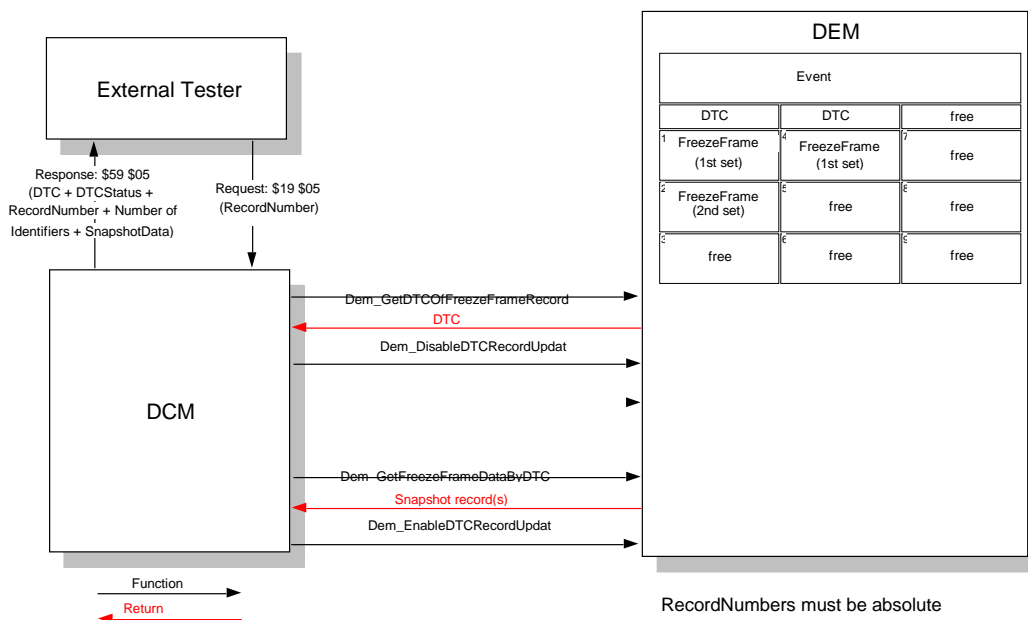 DEM
External Tester
Event
DTC
DTC
free
1
FreezeFrame
(1st set)
4
FreezeFrame
(1st set)
7
free
2
FreezeFrame
(2nd set)
5
free
8
free
3
free
6
free
9
free
Response: $59 $05
(DTC + DTCStatus +
RecordNumber + Number of
Identifiers + SnapshotData)
Request: $19 $05
(RecordNumber)
DCM
Dem_GetDTCOfFreezeFrameRecord
DTC
Dem_DisableDTCRecordUpdat
Dem_GetFreezeFrameDataByDTC
Snapshot record(s)
Dem_EnableDTCRecordUpdat
Function
Return
RecordNumbers must be absolute